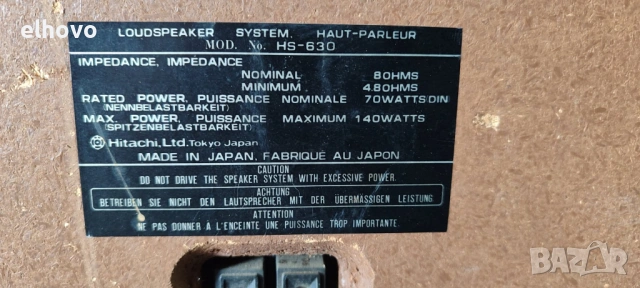 elhovo
LOUDSPEAKER SYSTEM, HAUT-PARLEUR
MOD. No. HS-630
IMPEDANCE, IMPÉDANCE
NOMINAL 8OHMS
MINIMUM 4.8OHMS
RATED POWER, PUISSANCE NOMINALE 70WATTS(DIN)
(NENNBELASTBARKEIT)
MAX. POWER, PUISSANCE MAXIMUM 140WATTS
(SPITZENBELASTBARKEIT)
Hitachi, Ltd. Tokyo Japan
MADE IN JAPAN, FABRIQUÉ AU JAPON
CAUTION
DO NOT DRIVE THE SPEAKER SYSTEM WITH EXCESSIVE POWER.
ACHTUNG
BETREIBEN SIE NICHT DEN LAUTSPRECHER MIT DER ÜBERMÄSSIGEN LEISTUNG
ATTENTION
NE PAS DONNER À L'ENCEINTE UNE PUISSANCE TROP IMPORTANTE.
BAZAR